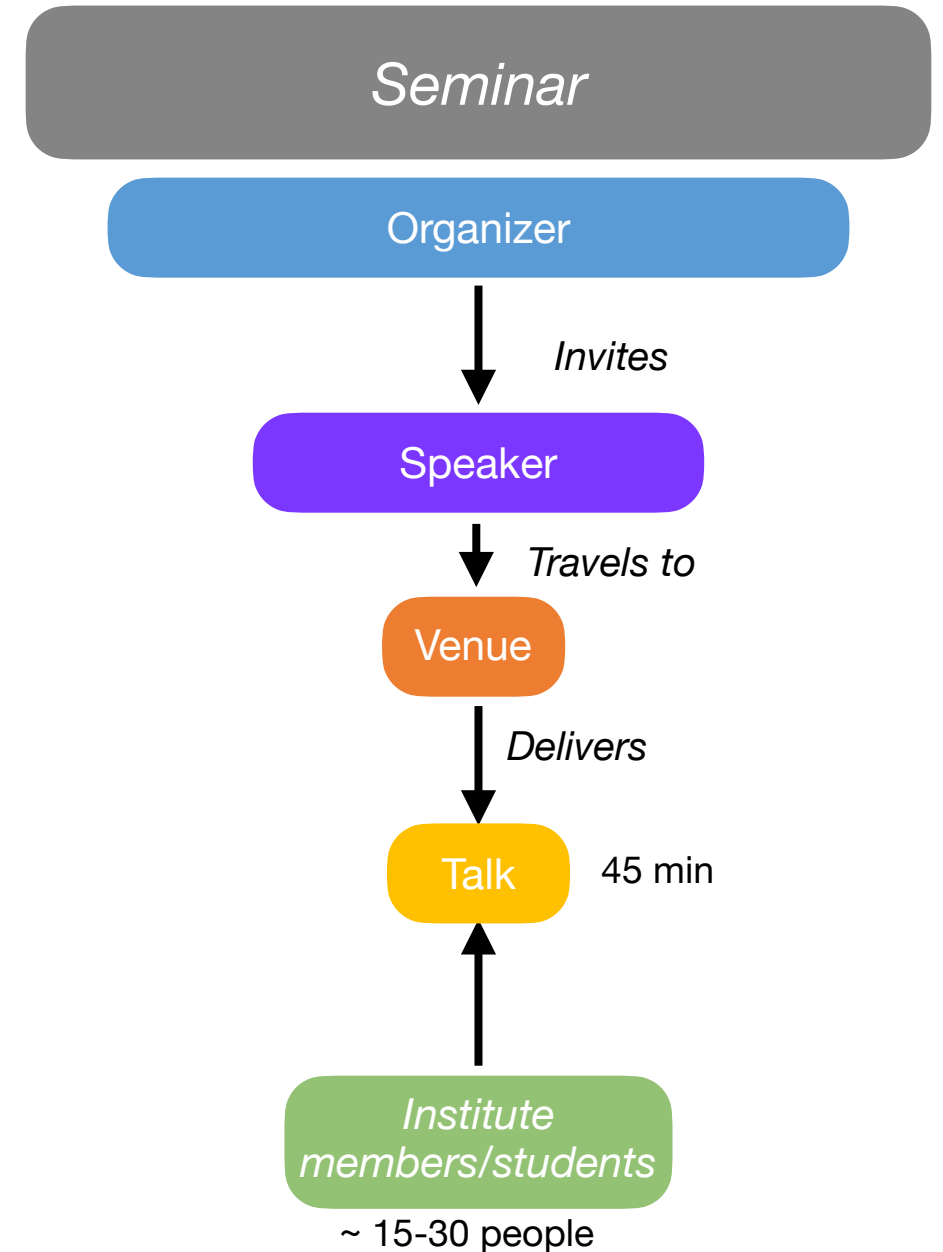 Seminar
Organizer
Invites
Speaker
Travels to
Venue
Delivers
Talk
45 min
Institute
members/students
~ 15-30 people